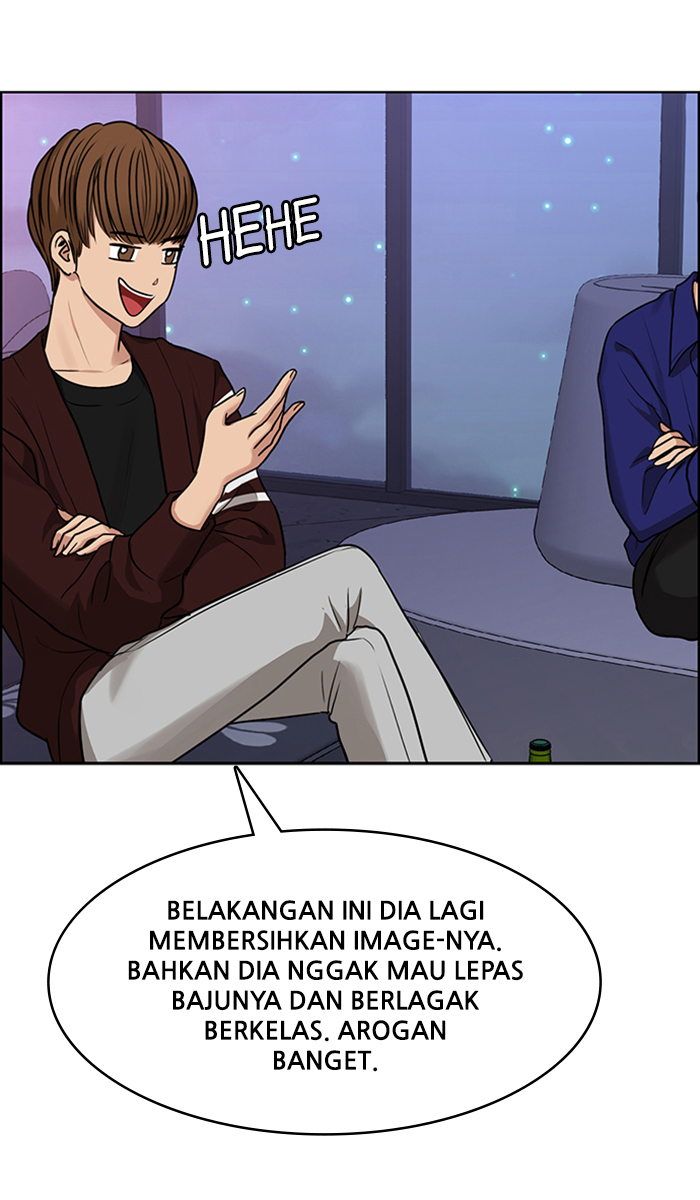 HEHE
BELAKANGAN INI DIA LAGI
MEMBERSIHKAN IMAGE-NYA.
BAHKAN DIA NGGAK MAU LEPAS
BAJUNYA DAN BERLAGAK
BERKELAS. AROGAN
BANGET.